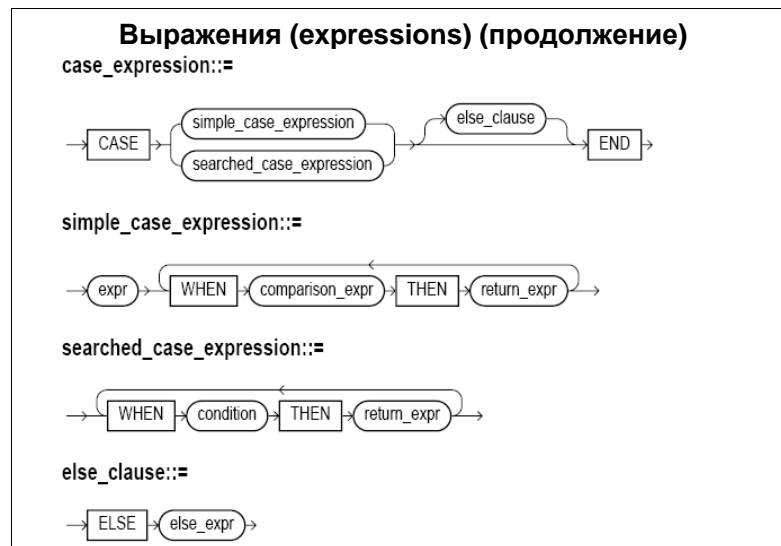 Выражения (expressions) (продолжение)
case_expression::=
simple_case_expression
else_clause
CASE
END
searched_case_expression
simple_case_expression::=
expr WHEN comparison_expr THEN return_expr
searched_case_expression::=
WHEN condition THEN return_expr
else_clause::=
ELSE else_expr